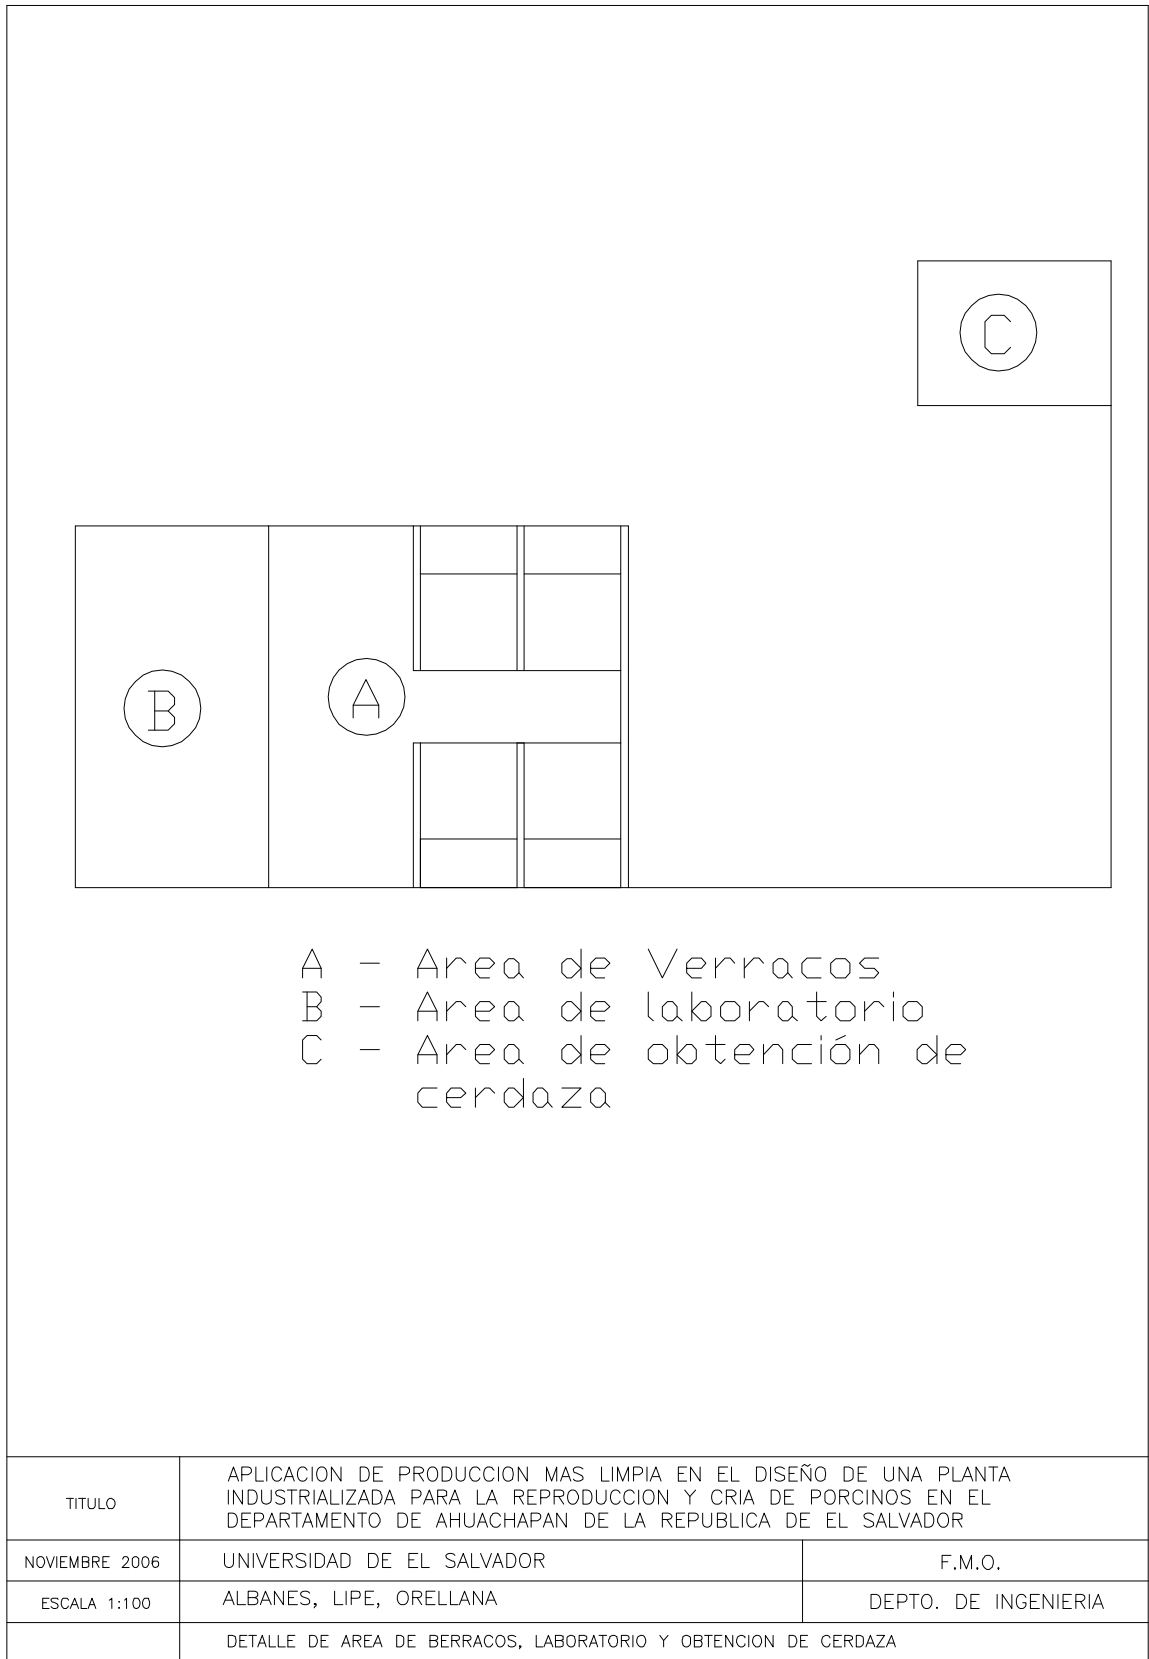 C
B
A
A - Area de Verracos
B - Area de laboratorio
C - Area de obtención de
cerdaza
TITULO
APLICACION DE PRODUCCION MAS LIMPIA EN EL DISEÑO DE UNA PLANTA
INDUSTRIALIZADA PARA LA REPRODUCCION Y CRIA DE PORCINOS EN EL
DEPARTAMENTO DE AHUACHAPAN DE LA REPUBLICA DE EL SALVADOR
NOVIEMBRE 2006
UNIVERSIDAD DE EL SALVADOR
F.M.O.
ESCALA 1:100
ALBANES, LIPE, ORELLANA
DEPTO. DE INGENIERIA
DETALLE DE AREA DE BERRACOS, LABORATORIO Y OBTENCION DE CERDAZA